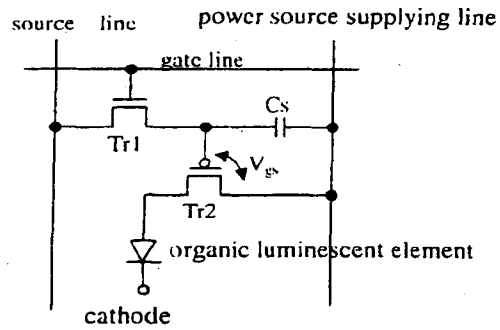 source line
power source supplying line
gate line
Cs
Tr1
Vgs
Tr2
organic luminescent element
cathode